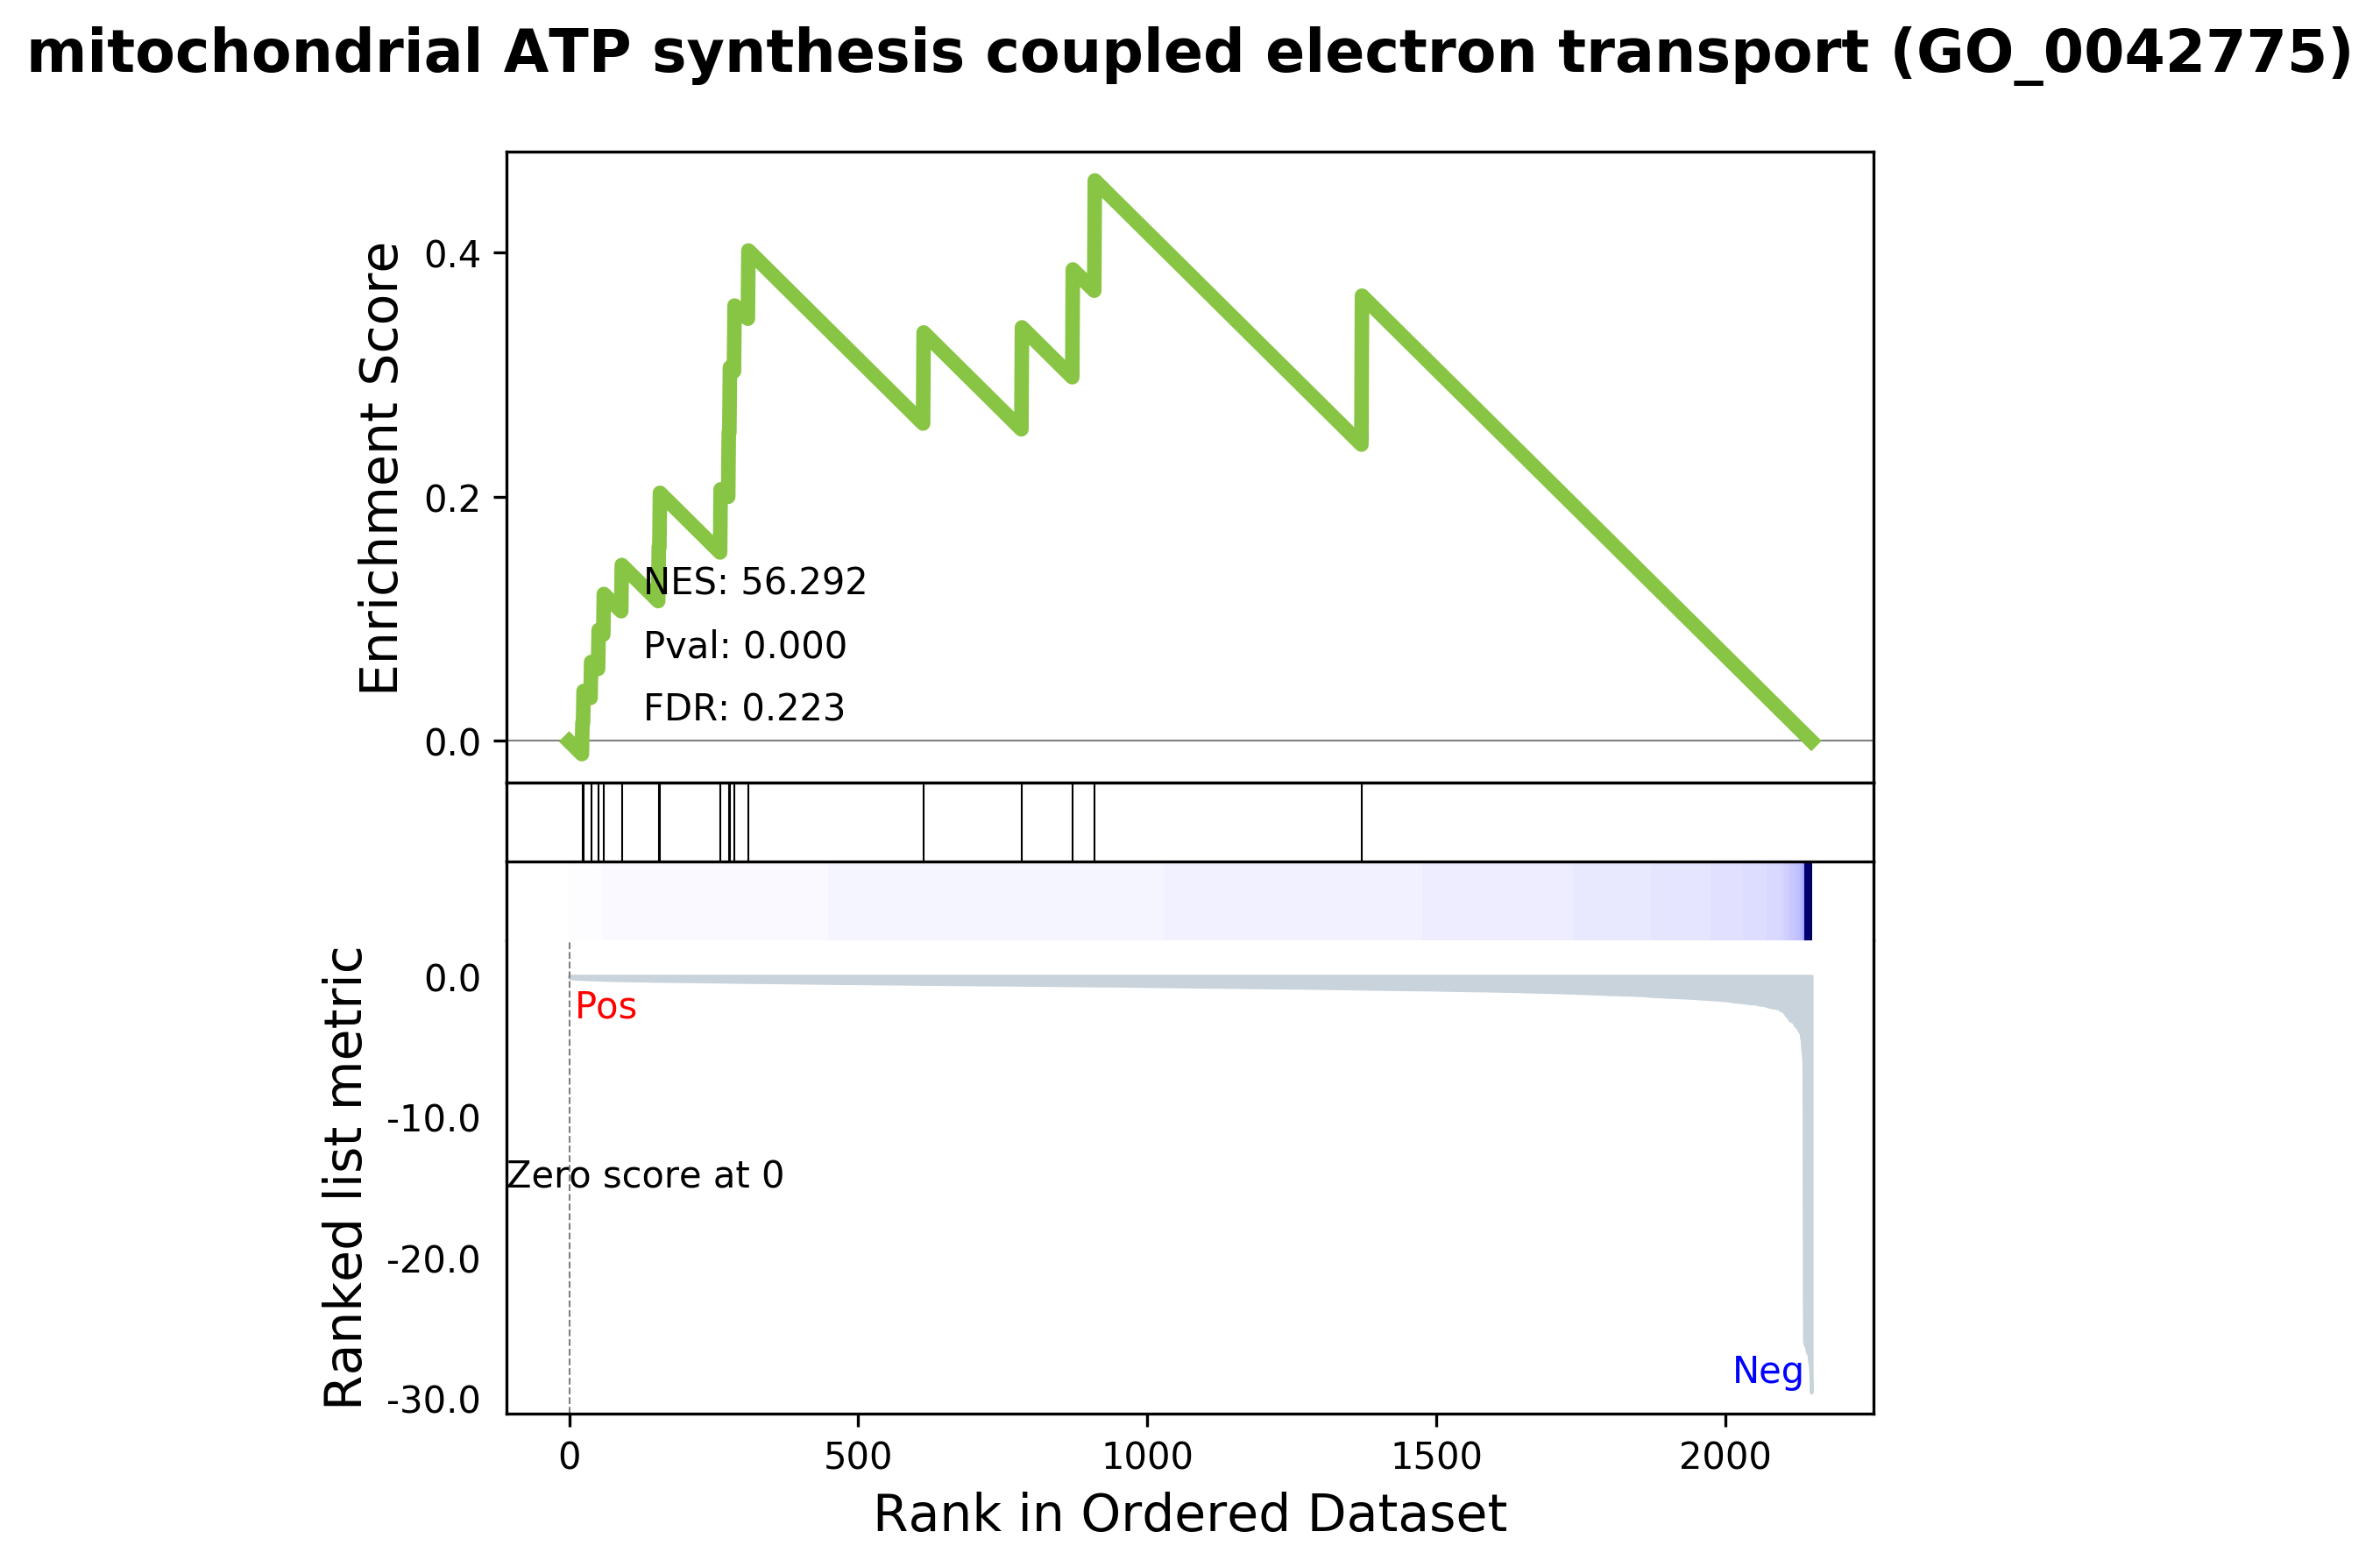 mitochondrial ATP synthesis coupled electron transport (GO_0042775)
Enrichment Score
0.4
0.2
0.0
NES: 56.292
Pval: 0.000
FDR: 0.223
Ranked list metric
0.0
-10.0
-20.0
-30.0
Pos
Zero score at 0
Neg
0
500
1000
1500
2000
Rank in Ordered Dataset